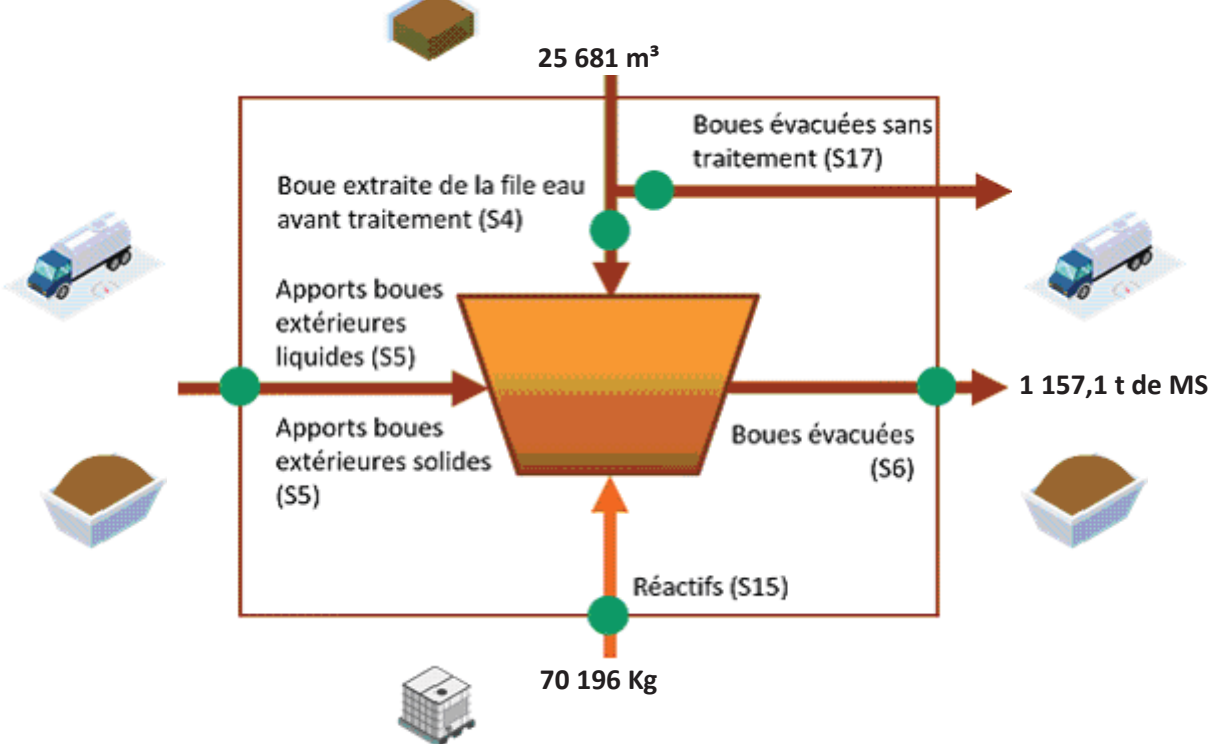 25 681 m³
Boues évacuées sans
traitement (S17)
Boue extraite de la file eau
avant traitement (S4)
Apports boues
extérieures
liquides (S5)
1 157,1 t de MS
Apports boues
extérieures solides
(S5)
Boues évacuées
(S6)
Réactifs (S15)
70 196 Kg